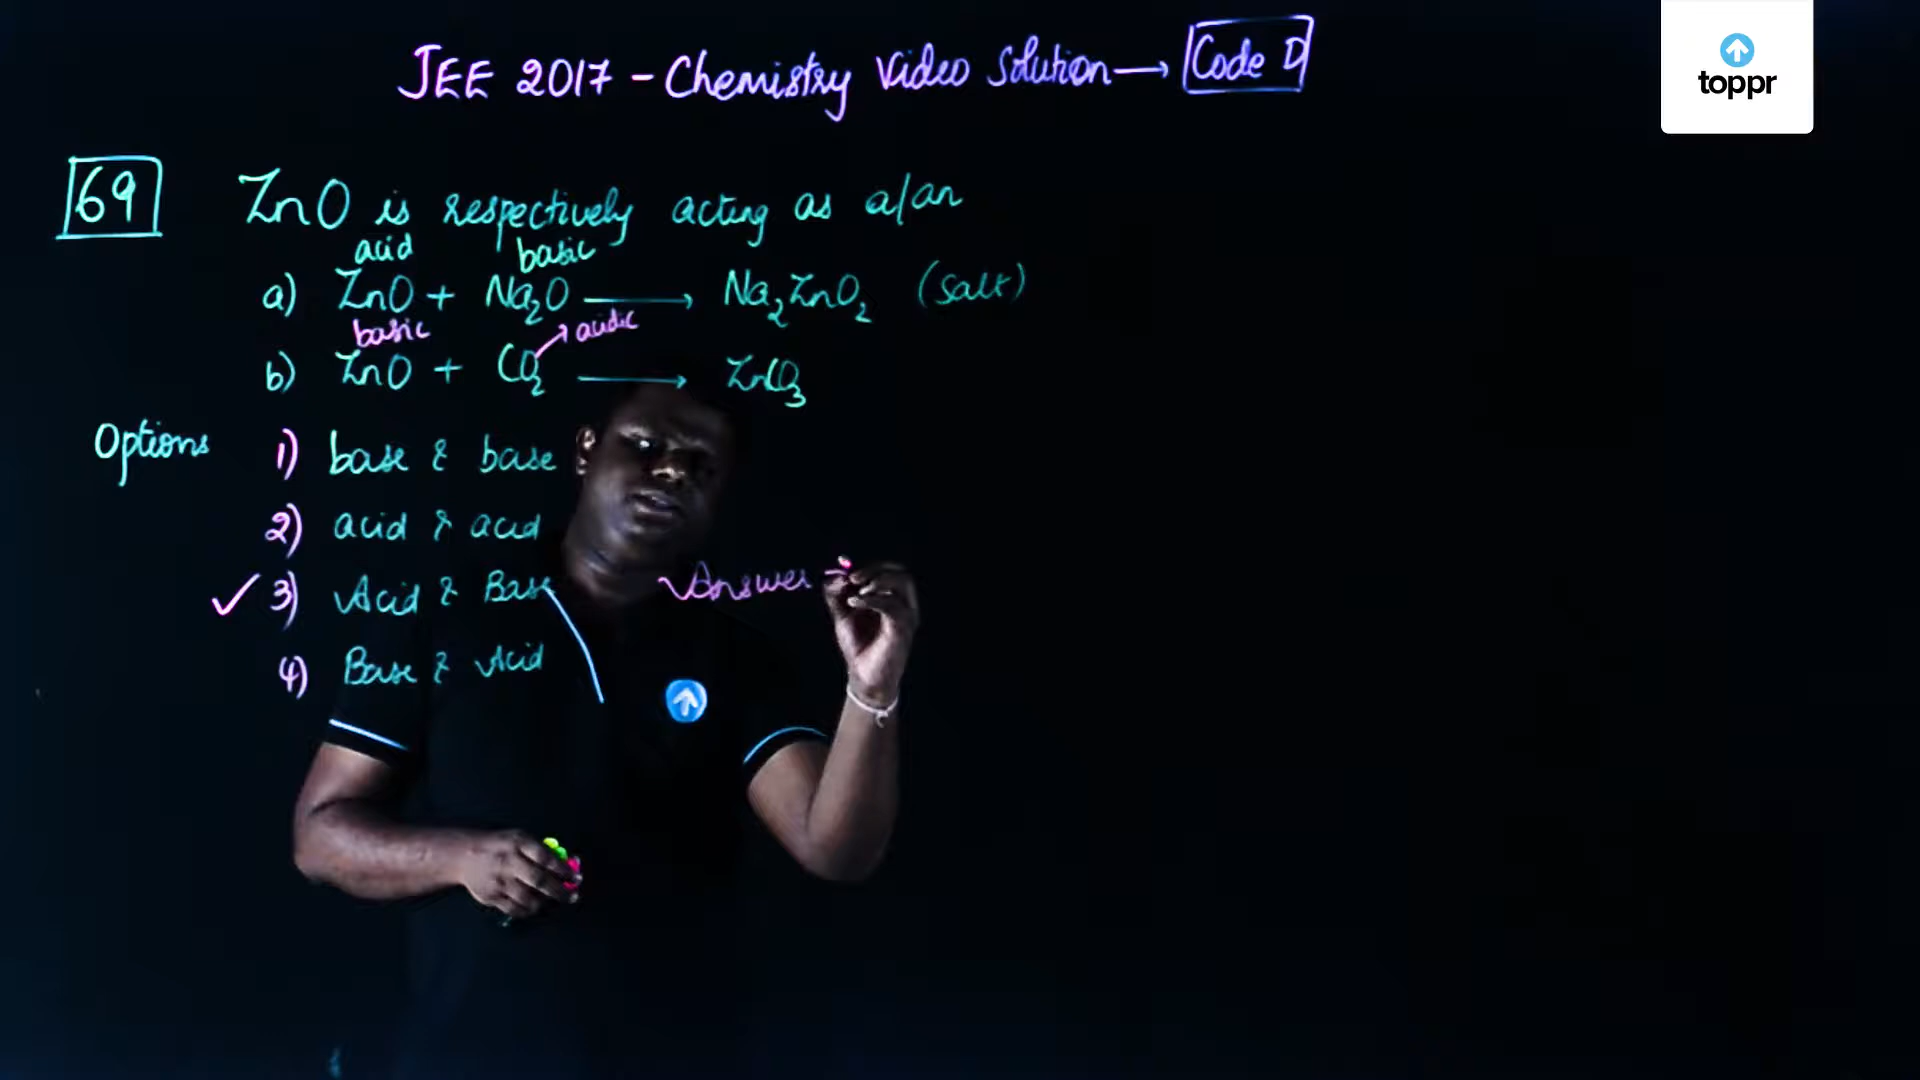 JEE 2017 - Chemistry Video Solution → Code D
toppr
69 ZnO is respectively acting as a/an
acid basic
a) ZnO + Na₂O → Na₂ZnO₂ (Salt)
basic acidic
b) ZnO + CO₂ → ZnCO₃
Options 1) base & base
2) acid & acid
✓ 3) Acid & Base Answer
4) Base & Acid